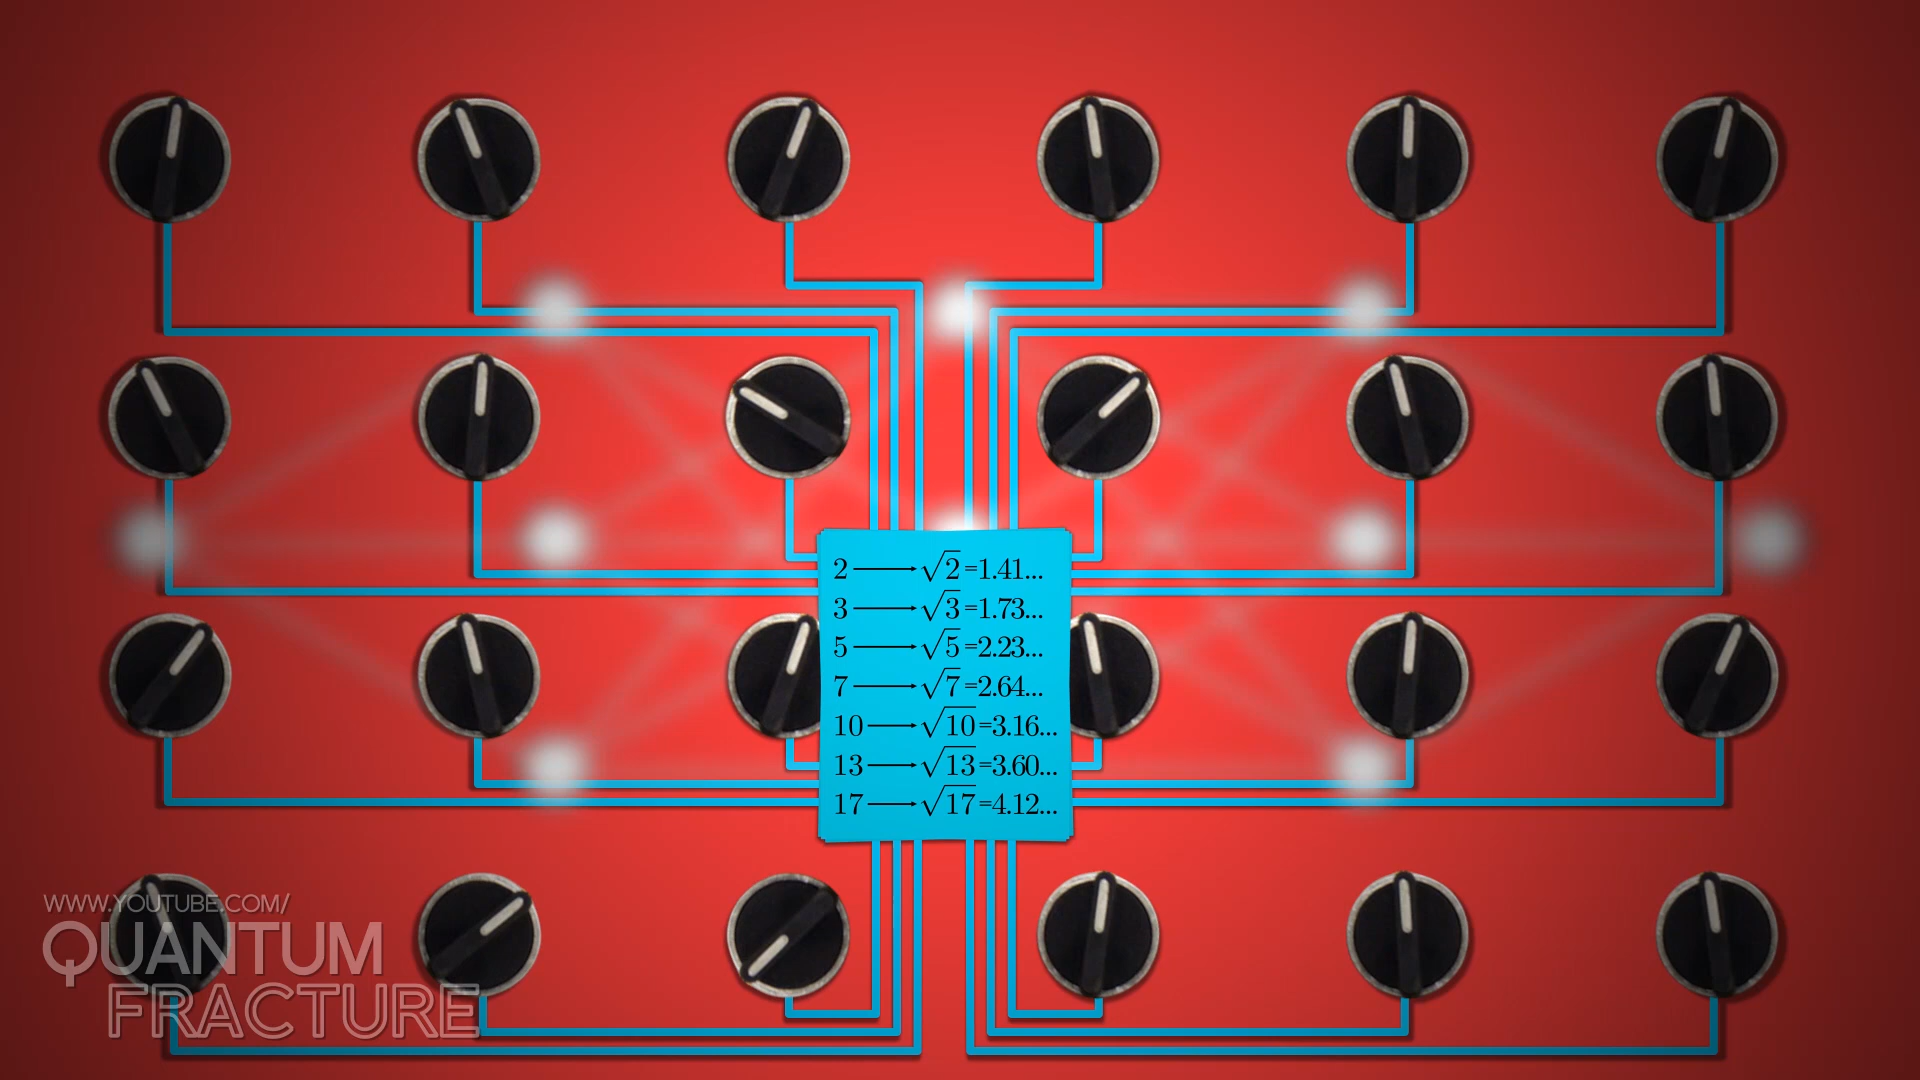 2 → √2 =1.41...
3 → √3 =1.73...
5 → √5 =2.23...
7 → √7 =2.64...
10 → √10 =3.16...
13 → √13 =3.60...
17 → √17 =4.12...
WWW.YOUTUBE.COM/
QUANTUM
FRACTURE